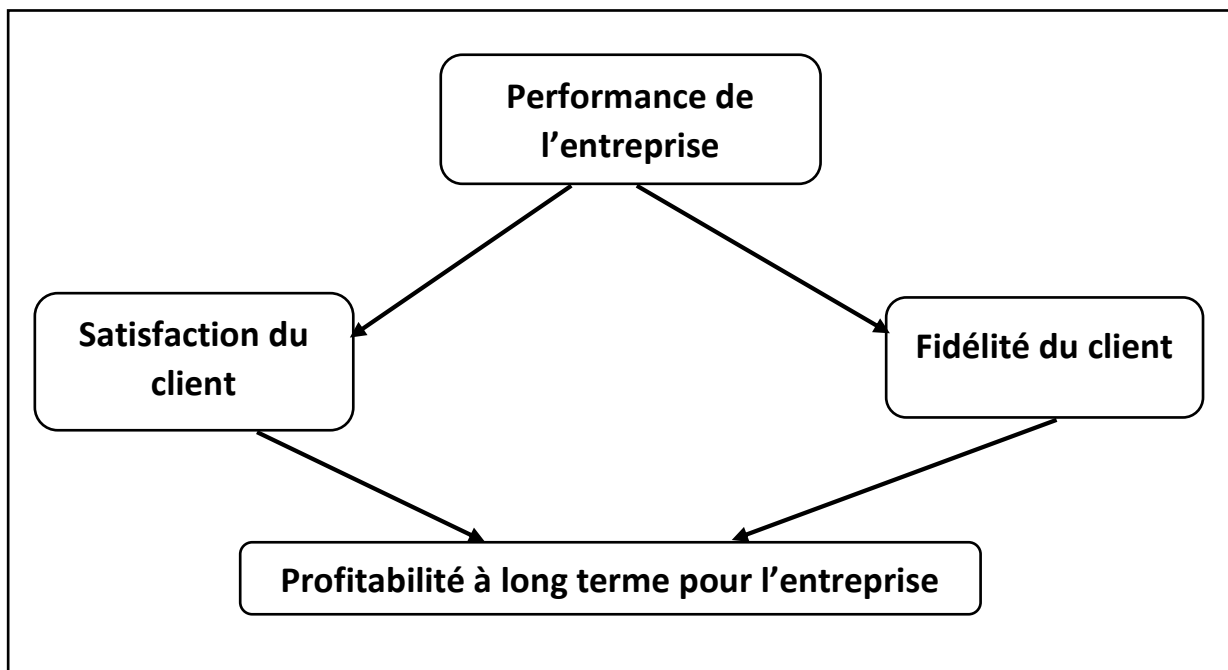 Performance de
l’entreprise
Satisfaction du
client
Fidélité du client
Profitabilité à long terme pour l’entreprise